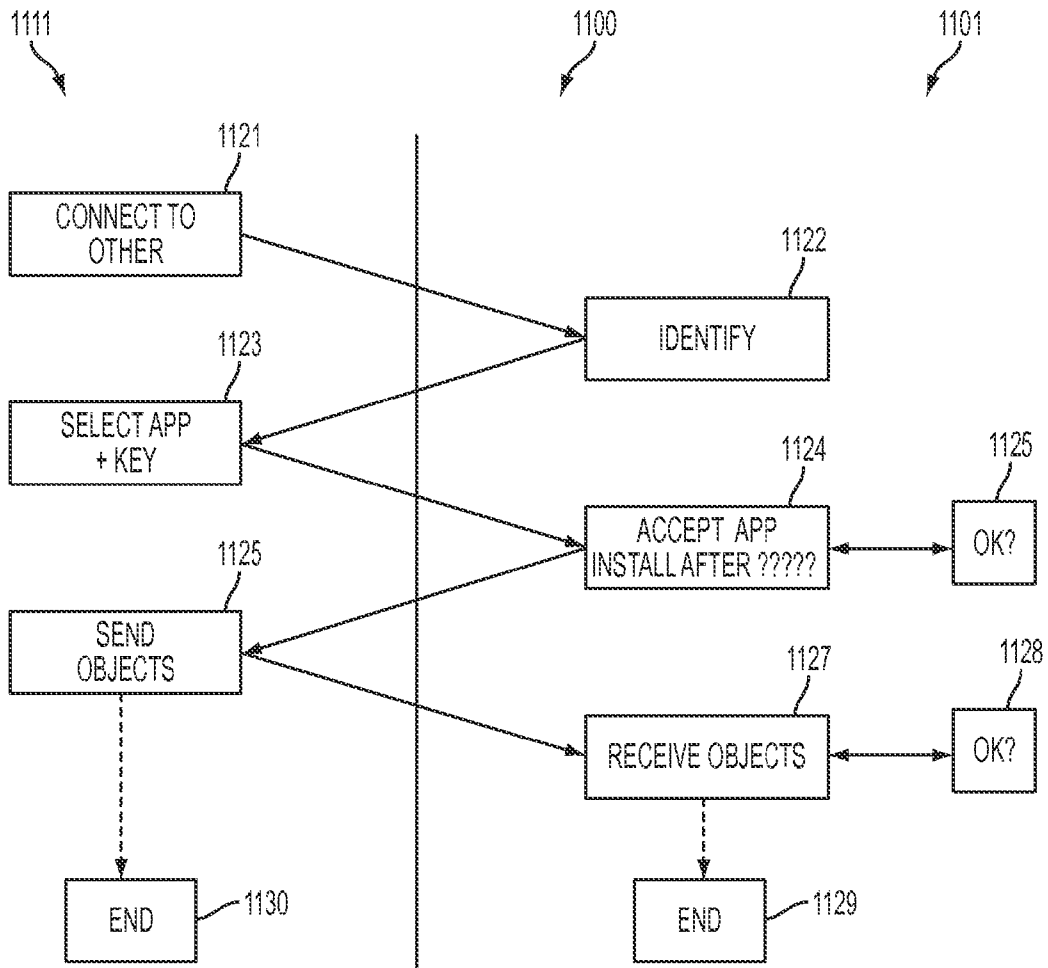 1111
1100
1101
1121
CONNECT TO
OTHER
1122
IDENTIFY
1123
SELECT APP
+ KEY
1124
ACCEPT APP
INSTALL AFTER ?????
1125
OK?
1125
SEND
OBJECTS
1127
RECEIVE OBJECTS
1128
OK?
END
1130
END
1129